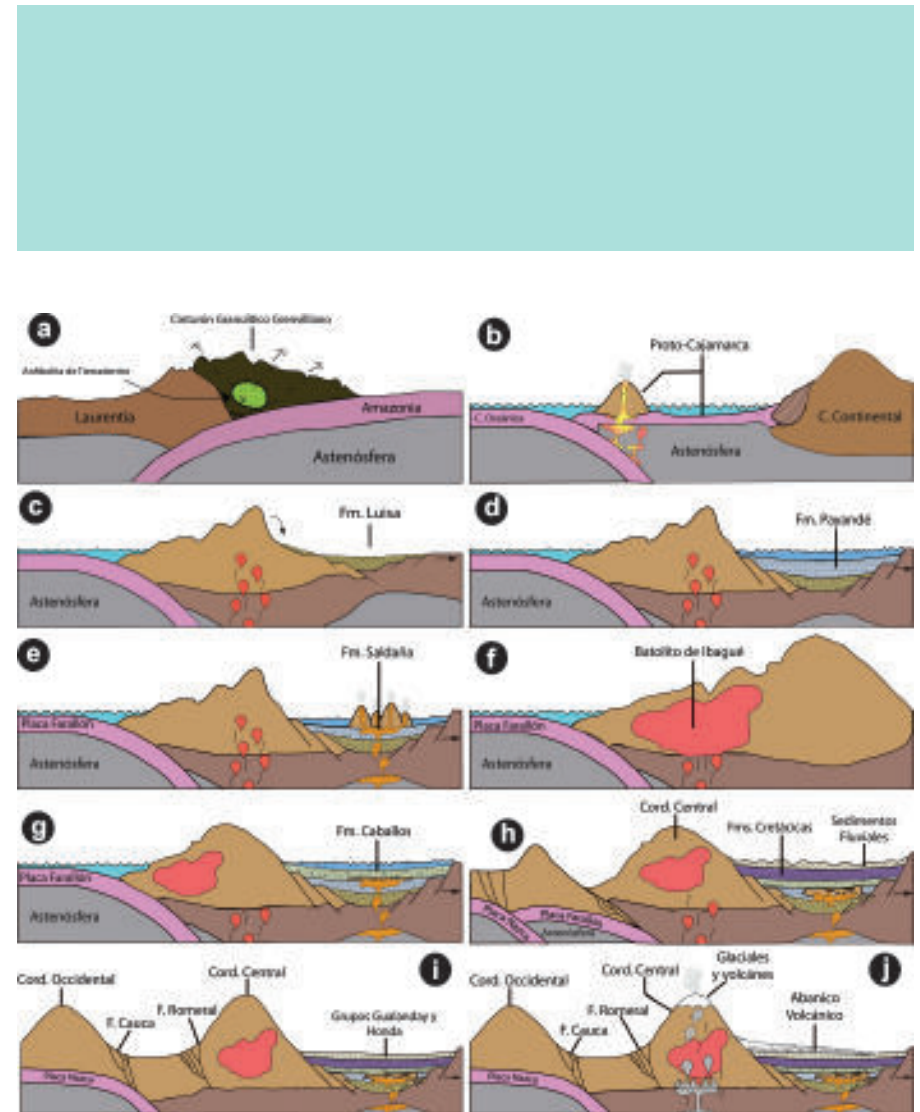 a
Cinturón Granulítico Grenvilliano
Laurentia
Amazonia
Astenósfera
b
Proto-Cajamarca
C. Oceánica
C. Continental
Astenósfera
c
Fm. Luisa
Astenósfera
d
Fm. Payandé
Astenósfera
e
Fm. Saldaña
Placa Farallón
Astenósfera
f
Batolito de Ibagué
Placa Farallón
Astenósfera
g
Fm. Caballos
Placa Farallón
Astenósfera
h
Cord. Central
Fms. Cretácicas
Sedimentos
Fluviales
Placa Nazca
Placa Farallón
Astenósfera
i
Cord. Occidental
Cord. Central
F. Cauca
F. Romeral
Grupos Gualanday y
Honda
Placa Nazca
j
Cord. Occidental
Cord. Central
Glaciales
y volcánes
F. Romeral
F. Cauca
Abanico
Volcánico
Placa Nazca